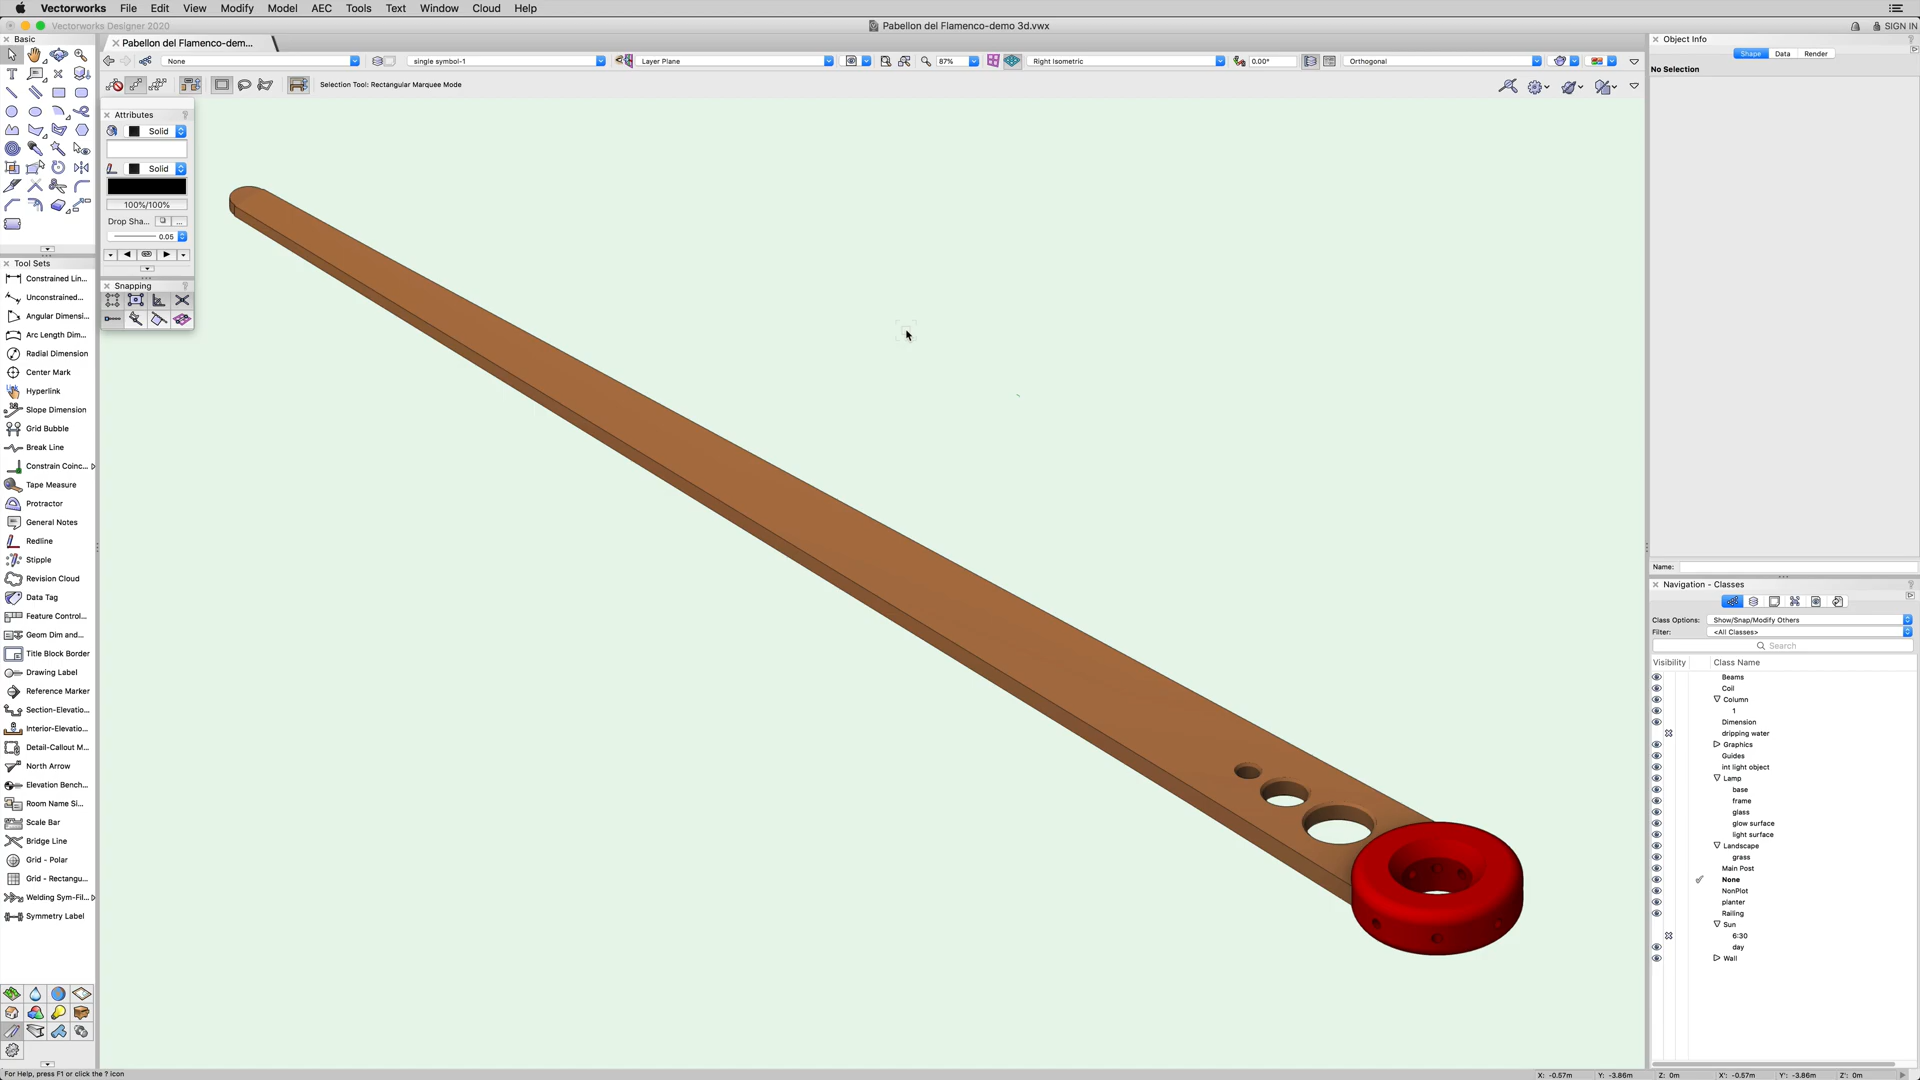 Vectorworks File Edit View Modify Model AEC Tools Text Window Cloud Help
Vectorworks Designer 2020
Pabellon del Flamenco-demo 3d.vwx
SIGN IN
Basic
Pabellon del Flamenco-dem...
None
single symbol-1
Layer Plane
87%
Right Isometric
0.00°
Orthogonal
Selection Tool: Rectangular Marquee Mode
Attributes
Solid
Solid
100%/100%
Drop Sha...
...
0.05
Snapping
Tool Sets
Constrained Lin...
Unconstrained...
Angular Dimensi...
Arc Length Dim...
Radial Dimension
Center Mark
Hyperlink
Slope Dimension
Grid Bubble
Break Line
Constrain Coinc...
Tape Measure
Protractor
General Notes
Redline
Stipple
Revision Cloud
Data Tag
Feature Control...
Geom Dim and...
Title Block Border
Drawing Label
Reference Marker
Section-Elevatio...
Interior-Elevatio...
Detail-Callout M...
North Arrow
Elevation Bench...
Room Name Si...
Scale Bar
Bridge Line
Grid - Polar
Grid - Rectangu...
Welding Sym-Fil...
Symmetry Label
For Help, press F1 or click the ? icon
Object Info
Shape Data Render
No Selection
Name:
Navigation - Classes
Class Options: Show/Snap/Modify Others
Filter: <All Classes>
Search
Visibility Class Name
Beams
Coil
Column
1
Dimension
dripping water
Graphics
Guides
int light object
Lamp
base
frame
glass
glow surface
light surface
Landscape
grass
Main Post
None
NonPlot
planter
Railing
Sun
6:30
day
Wall
X: -0.57m Y: -3.86m Z: 0m X': -0.57m Y': -3.86m Z': 0m